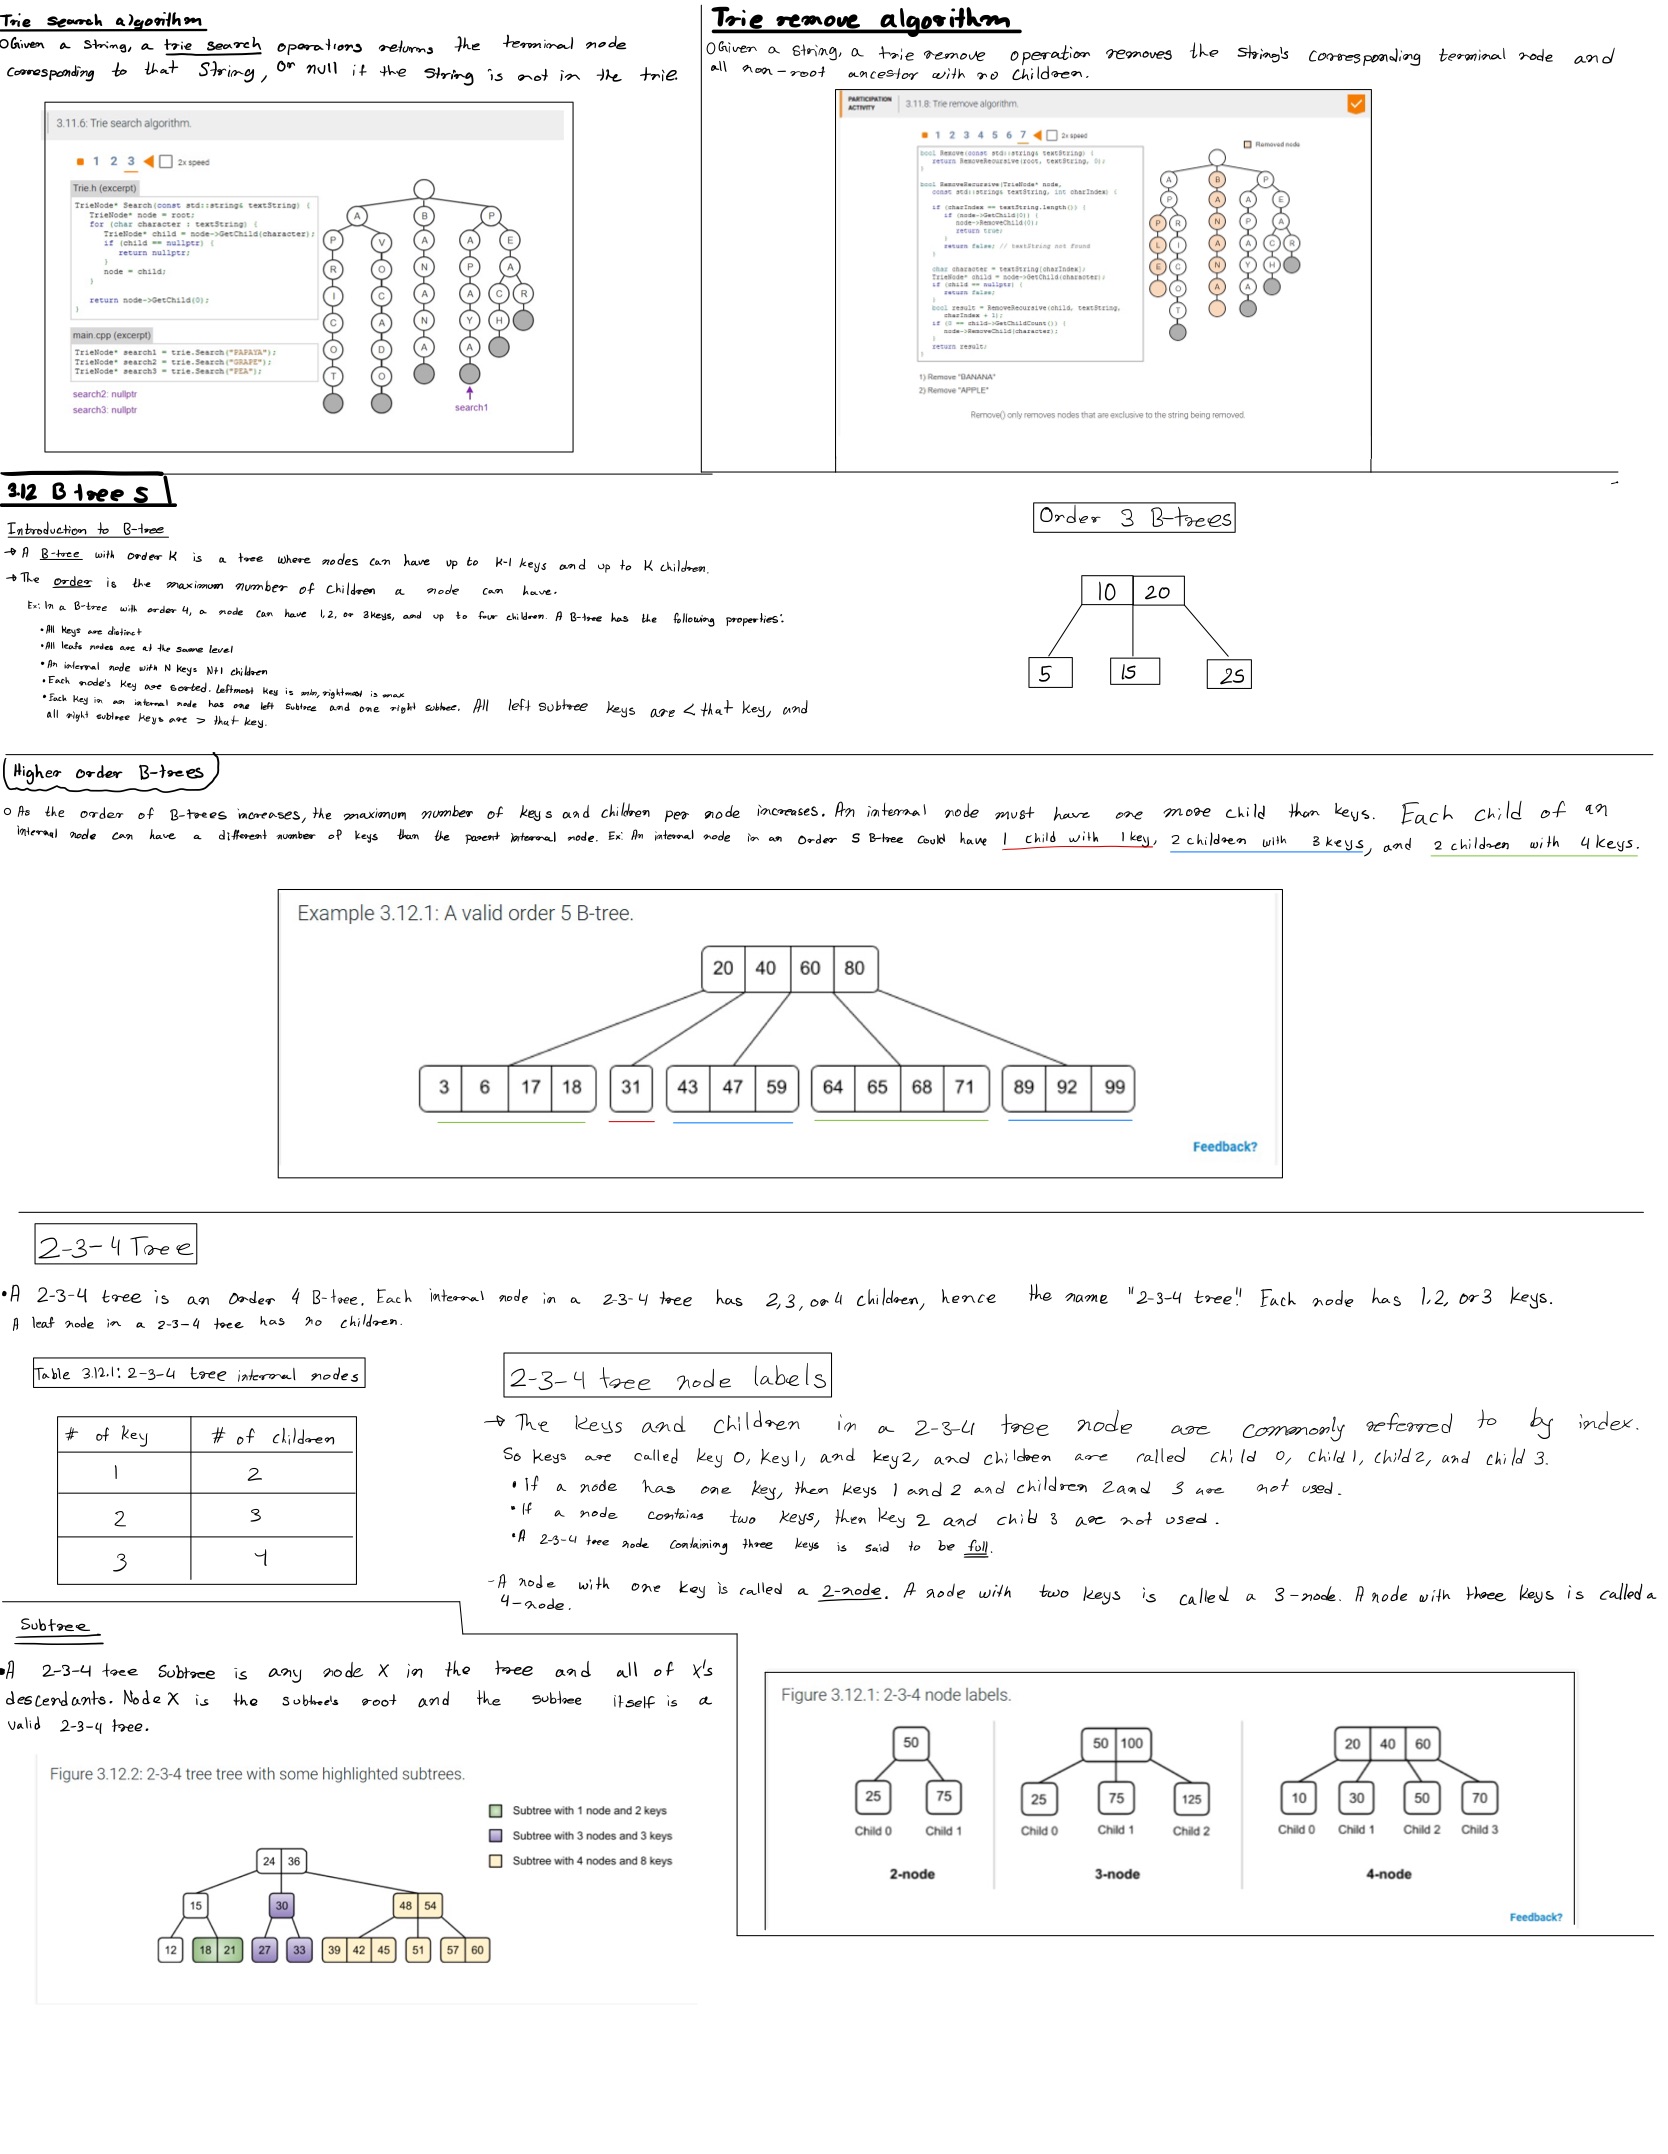 Trie search algorithm
Given a string, a trie search operations returns the terminal node
corresponding to that String, or null if the string is not in the trie.
3.11.6: Trie search algorithm.
1 2 3 2x speed
Trie.h (excerpt)
TrieNode* Search(const std::string& textString) {
TrieNode* node = root;
for (char character : textString) {
TrieNode* child = node->GetChild(character);
if (child == nullptr) {
return nullptr;
}
node = child;
}
return node->GetChild(0);
}
main.cpp (excerpt)
TrieNode* search1 = trie.Search("PAPAYA");
TrieNode* search2 = trie.Search("GRAPE");
TrieNode* search3 = trie.Search("PEA");
search2: nullptr
search3: nullptr
A B P
P V A A E
R O N P A
I C A A C R
C A N Y H
O D A A
T O
search1
Trie remove algorithm
Given a string, a trie remove operation removes the string's corresponding terminal node and
all non-root ancestor with no children.
PARTICIPATION ACTIVITY
3.11.8: Trie remove algorithm.
1 2 3 4 5 6 7 2x speed
Removed node
bool Remove(const std::string& textString) {
return RemoveRecursive(root, textString, 0);
}
bool RemoveRecursive(TrieNode* node,
const std::string& textString, int charIndex) {
if (charIndex == textString.length()) {
if (node->GetChild(0)) {
node->RemoveChild(0);
return true;
}
return false; // textString not found
}
char character = textString[charIndex];
TrieNode* child = node->GetChild(character);
if (child == nullptr) {
return false;
}
bool result = RemoveRecursive(child, textString,
charIndex + 1);
if (0 == child->GetChildCount()) {
node->RemoveChild(character);
}
return result;
}
A B P
P A A E
P R N P A
L I A A C R
E C N Y H
O A A
T
1) Remove "BANANA"
2) Remove "APPLE"
Remove() only removes nodes that are exclusive to the string being removed.
3.12 B trees
Introduction to B-tree
→ A B-tree with order K is a tree where nodes can have up to K-1 keys and up to K children.
→ The order is the maximum number of children a node can have.
Ex: In a B-tree with order 4, a node can have 1, 2, or 3 keys, and up to four children. A B-tree has the following properties:
• All keys are distinct
• All leafs nodes are at the same level
• An internal node with N keys N+1 children
• Each node's key are sorted. Leftmost key is min, rightmost is max
• Each key in an internal node has one left subtree and one right subtree. All left subtree keys are < that key, and
all right subtree keys are > that key.
Order 3 B-trees
10 20
5 15 25
Higher order B-trees
As the order of B-trees increases, the maximum number of keys and children per node increases. An internal node must have one more child than keys. Each child of an
internal node can have a different number of keys than the parent internal node. Ex: An internal node in an order 5 B-tree could have 1 child with 1 key, 2 children with 3 keys, and 2 children with 4 keys.
Example 3.12.1: A valid order 5 B-tree.
20 40 60 80
3 6 17 18 31 43 47 59 64 65 68 71 89 92 99
Feedback?
2-3-4 Tree
• A 2-3-4 tree is an order 4 B-tree. Each internal node in a 2-3-4 tree has 2, 3, or 4 children, hence the name "2-3-4 tree!" Each node has 1, 2, or 3 keys.
A leaf node in a 2-3-4 tree has no children.
Table 3.12.1: 2-3-4 tree internal nodes
# of key # of children
1 2
2 3
3 4
2-3-4 tree node labels
→ The keys and children in a 2-3-4 tree node are commonly referred to by index.
So keys are called key 0, key 1, and key 2, and children are called child 0, child 1, child 2, and child 3.
• If a node has one key, then keys 1 and 2 and children 2 and 3 are not used.
• If a node contains two keys, then key 2 and child 3 are not used.
• A 2-3-4 tree node containing three keys is said to be full.
- A node with one key is called a 2-node. A node with two keys is called a 3-node. A node with three keys is called a
4-node.
Subtree
• A 2-3-4 tree Subtree is any node X in the tree and all of X's
descendants. Node X is the subtree's root and the subtree itself is a
valid 2-3-4 tree.
Figure 3.12.2: 2-3-4 tree tree with some highlighted subtrees.
Subtree with 1 node and 2 keys
Subtree with 3 nodes and 3 keys
Subtree with 4 nodes and 8 keys
24 36
15 30 48 54
12 18 21 27 33 39 42 45 51 57 60
Figure 3.12.1: 2-3-4 node labels.
50 50 100 20 40 60
25 75 25 75 125 10 30 50 70
Child 0 Child 1 Child 0 Child 1 Child 2 Child 0 Child 1 Child 2 Child 3
2-node 3-node 4-node
Feedback?